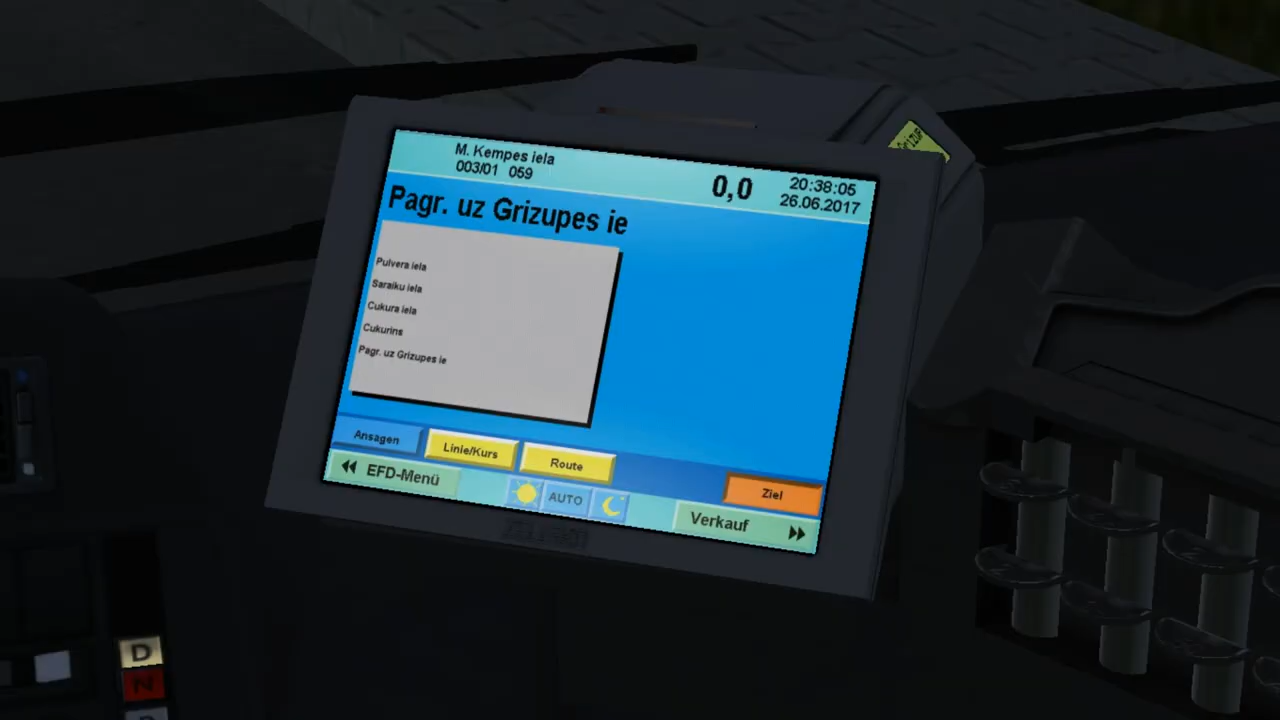 M. Kempes iela
003/01 059
0,0
20:38:05
26.06.2017
Pagr. uz Grizupes ie
Pulvera iela
Saraiku iela
Cukura iela
Cukurins
Pagr. uz Grizupes ie
Ansagen
Linie/Kurs
Route
Ziel
EFD-Menü
AUTO
Verkauf
D
N